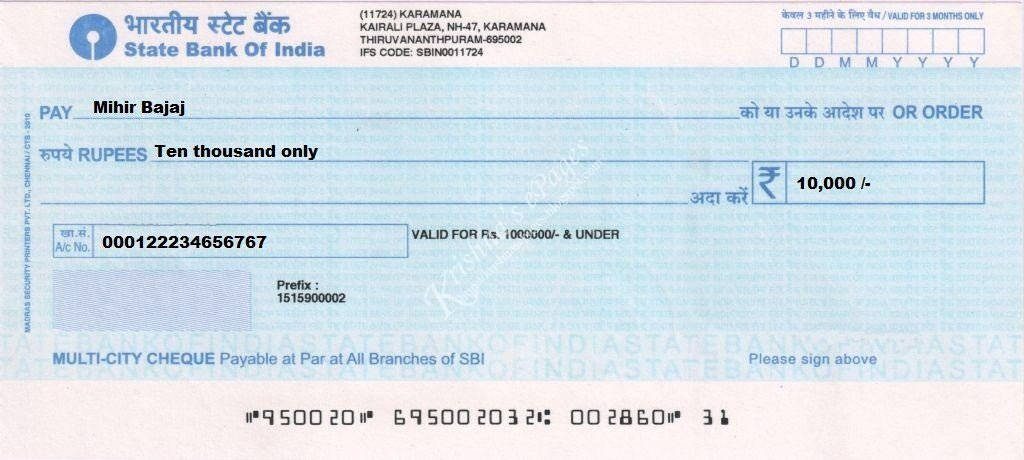 भारतीय स्टेट बैंक
State Bank Of India
(11724) KARAMANA
KAIRALI PLAZA, NH-47, KARAMANA
THIRUVANANTHPURAM-695002
IFS CODE: SBIN0011724
केवल 3 महीने के लिए वैध / VALID FOR 3 MONTHS ONLY
D D M M Y Y Y Y
PAY Mihir Bajaj को या उनके आदेश पर OR ORDER
रुपये RUPEES Ten thousand only
अदा करें ₹ 10,000 /-
खा.सं.
A/c No. 000122234656767
VALID FOR Rs. 1000000/- & UNDER
Prefix :
1515900002
MADRAS SECURITY PRINTERS PVT. LTD., CHENNAI / CTS - 2010
Krishna's ePages
STATEBANKOFINDIASTATEBANKOFINDIASTATEBANKOFINDIASTAT
MULTI-CITY CHEQUE Payable at Par at All Branches of SBI
Please sign above
⑈950020⑈ 695002032⑆ 002860⑈ 31